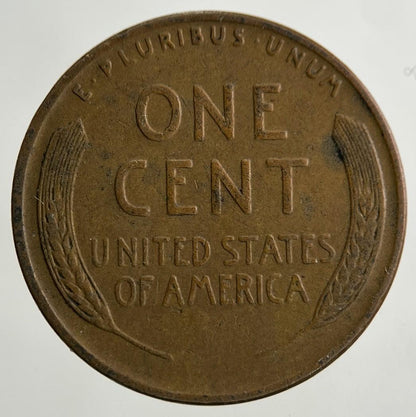 E·PLURIBUS·UNUM
ONE
CENT
UNITED STATES
OF AMERICA